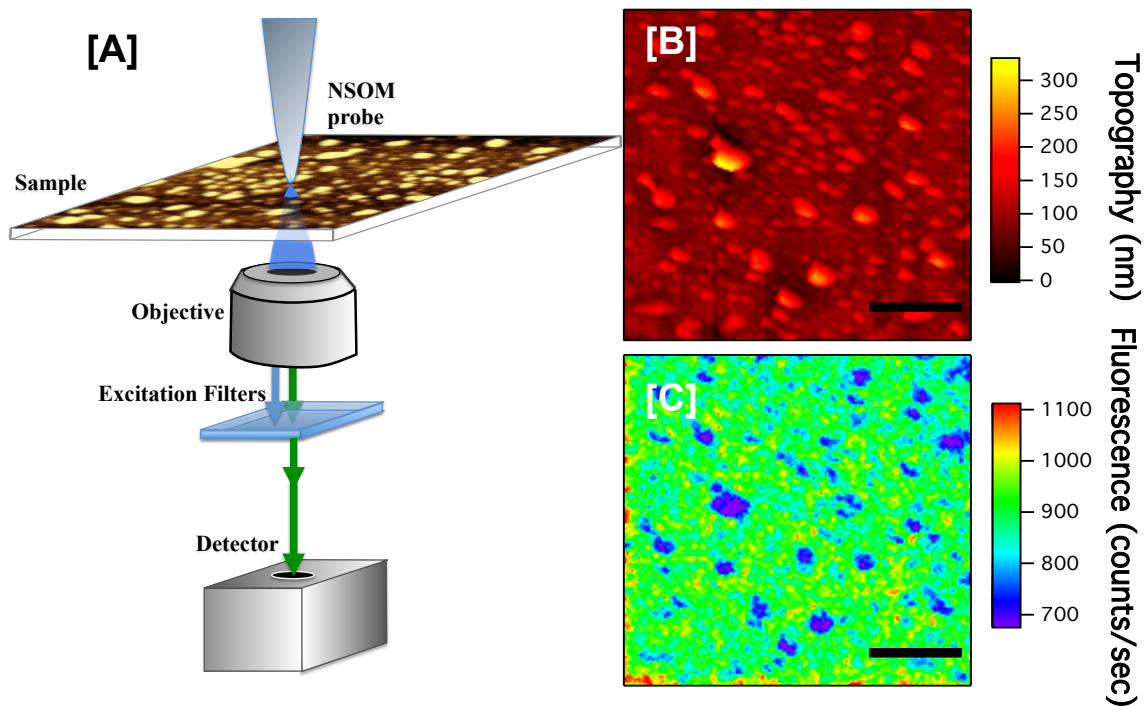 [A]
NSOM
probe
Sample
Objective
Excitation Filters
Detector
[B]
300
250
200
150
100
50
0
Topography (nm)
[C]
1100
1000
900
800
700
Fluorescence (counts/sec)